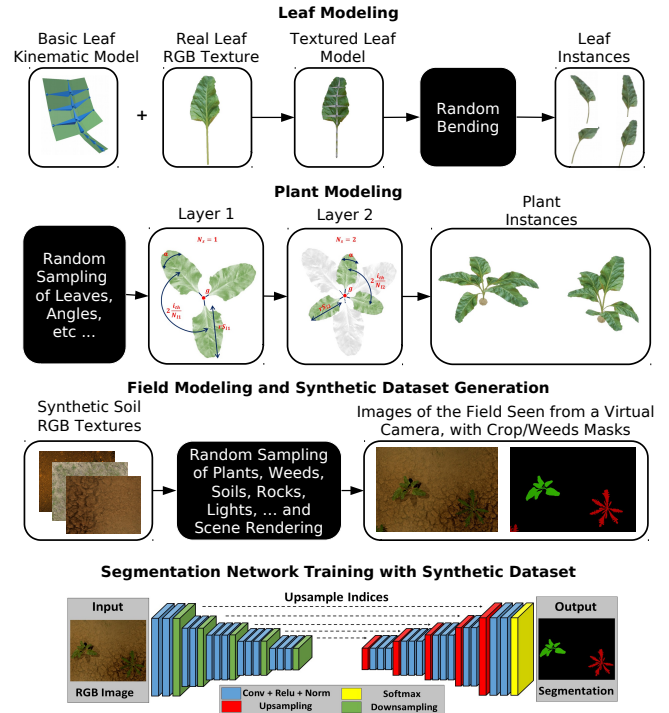 Leaf Modeling
Basic Leaf
Kinematic Model
Real Leaf
RGB Texture
Textured Leaf
Model
Leaf
Instances
+
Random
Bending
Plant Modeling
Layer 1
Layer 2
Plant
Instances
Random
Sampling
of Leaves,
Angles,
etc ...
Field Modeling and Synthetic Dataset Generation
Synthetic Soil
RGB Textures
Images of the Field Seen from a Virtual
Camera, with Crop/Weeds Masks
Random Sampling
of Plants, Weeds,
Soils, Rocks,
Lights, ... and
Scene Rendering
Segmentation Network Training with Synthetic Dataset
Input
Upsample Indices
Output
RGB Image
Segmentation
Conv + Relu + Norm
Softmax
Upsampling
Downsampling